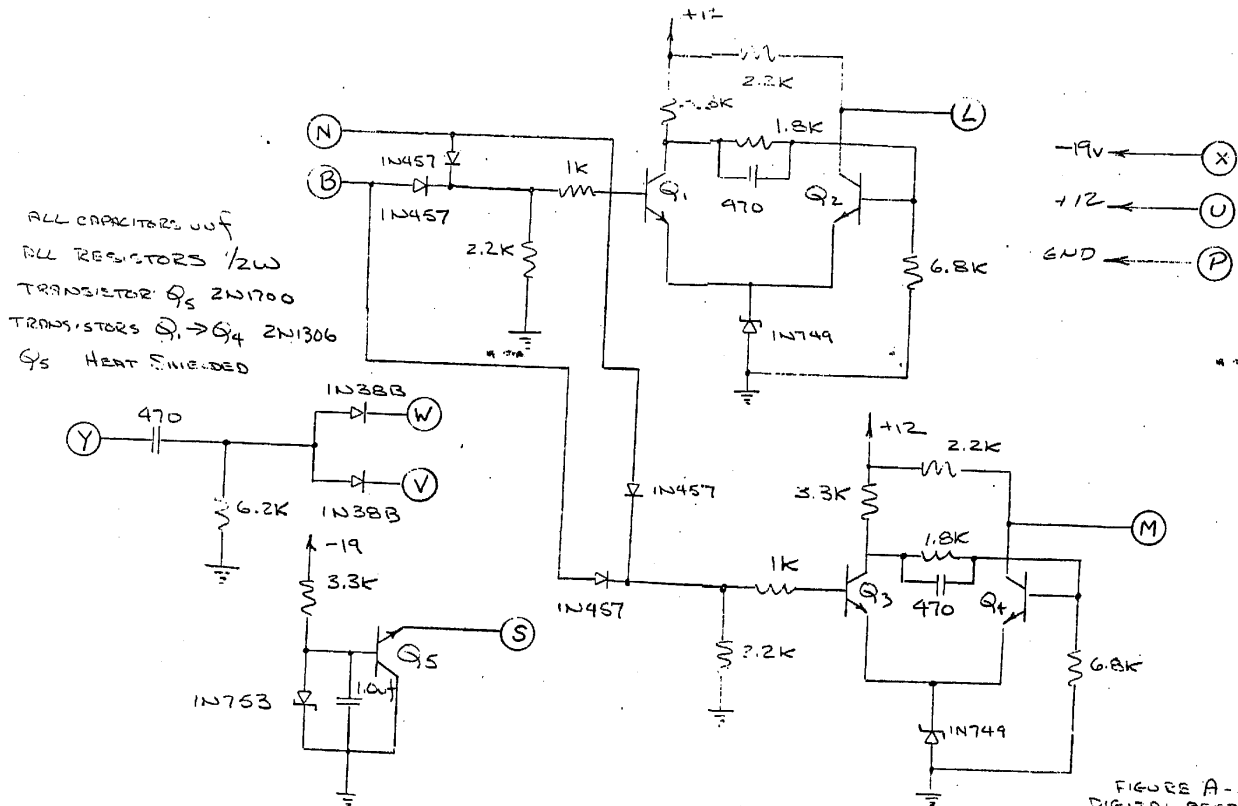 +12
2.2K
1.8K
L
N
1N457
B
1N457
1K
Q1
470
Q2
2.2K
6.8K
1N749
-19v
X
+12
U
GND
P
ALL CAPACITORS uuf
ALL RESISTORS 1/2W
TRANSISTOR Q5 2N1700
TRANSISTORS Q1→Q4 2N1306
Q5 HEAT SHIELDED
470
1N38B
W
Y
V
6.2K
1N38B
-19
3.3K
Q5
S
1N753
1.0uf
1N457
1N457
+12
2.2K
3.3K
M
1.8K
1K
Q3
470
Q4
6.8K
1N749
FIGURE A-
DIGITAL